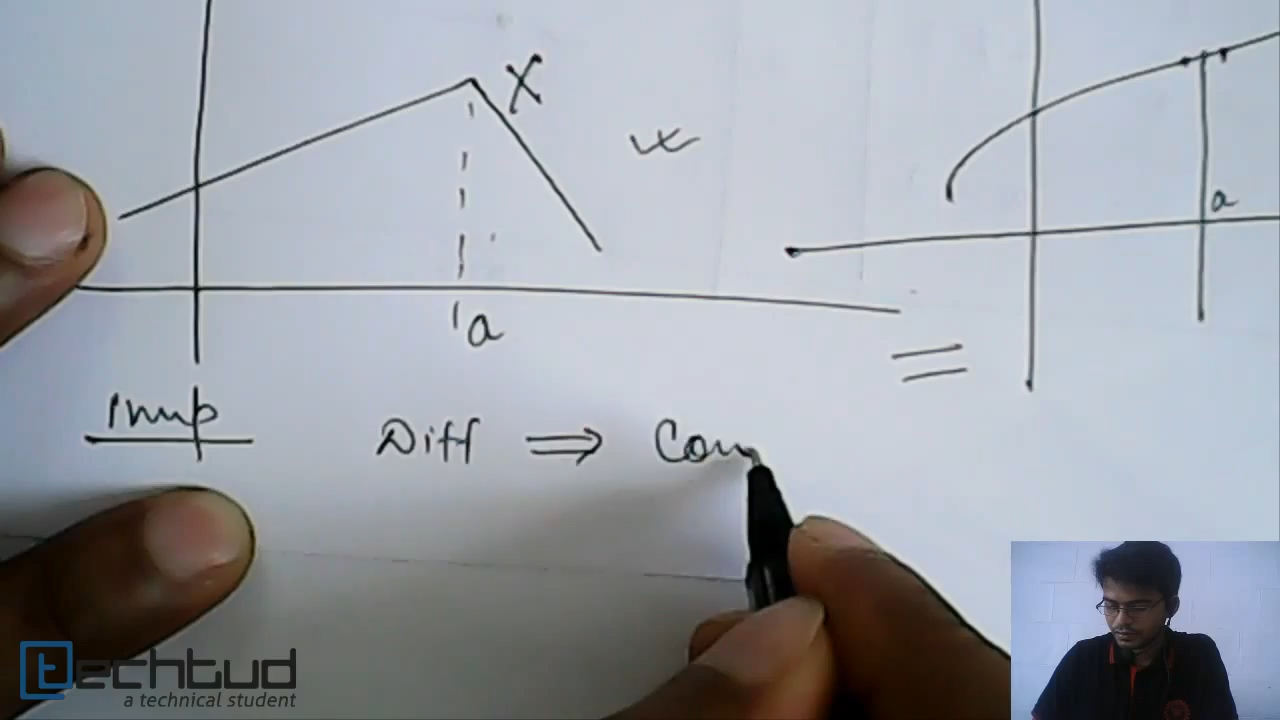 X
a
a
Imp
Diff ⇒ Con
techtud
a technical student